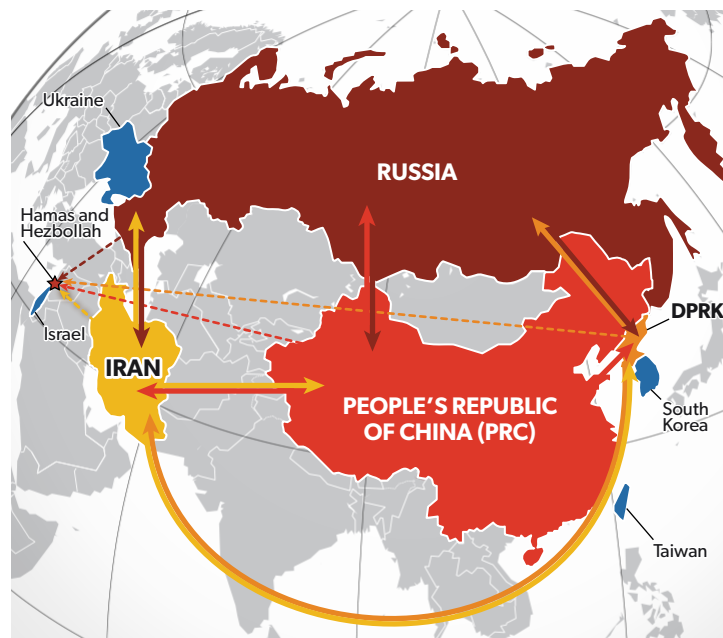 Ukraine
RUSSIA
Hamas and
Hezbollah
Israel
IRAN
DPRK
PEOPLE’S REPUBLIC
OF CHINA (PRC)
South
Korea
Taiwan